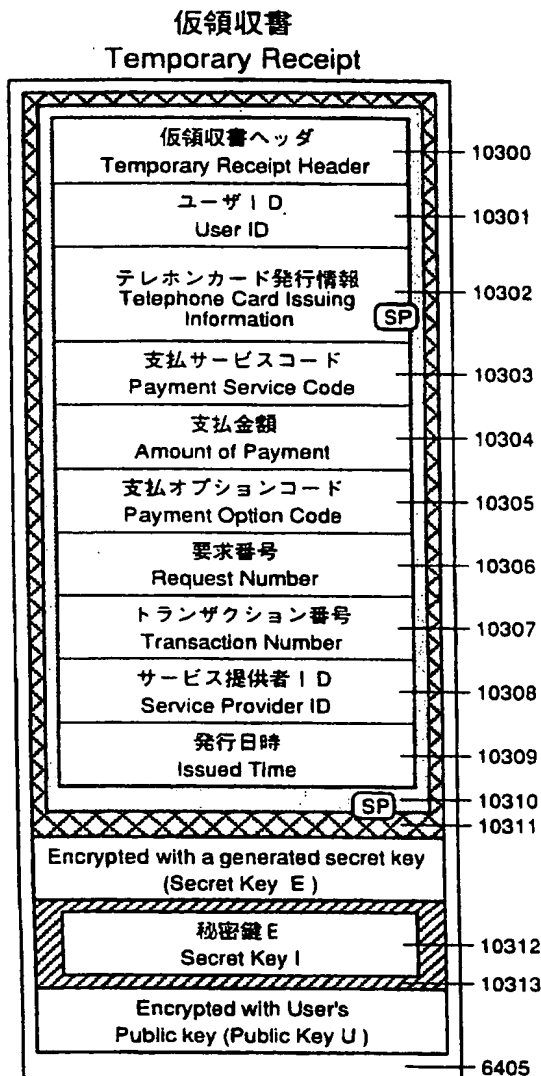 仮領収書
Temporary Receipt
仮領収書ヘッダ
Temporary Receipt Header
10300
ユーザID
User ID
10301
テレホンカード発行情報
Telephone Card Issuing
Information
SP
10302
支払サービスコード
Payment Service Code
10303
支払金額
Amount of Payment
10304
支払オプションコード
Payment Option Code
10305
要求番号
Request Number
10306
トランザクション番号
Transaction Number
10307
サービス提供者ID
Service Provider ID
10308
発行日時
Issued Time
10309
SP
10310
10311
Encrypted with a generated secret key
(Secret Key E)
秘密鍵E
Secret Key I
10312
10313
Encrypted with User's
Public key (Public Key U)
6405